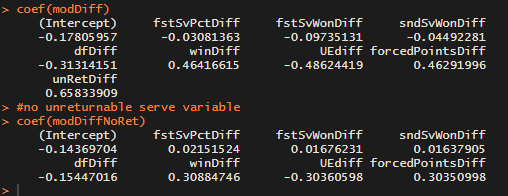 > coef(modDiff)
(Intercept) fstSvPctDiff fstSvWonDiff sndSvWonDiff
-0.17805957 -0.03081363 -0.09735131 -0.04492281
dfDiff winDiff UEdiff forcedPointsDiff
-0.31314151 0.46416615 -0.48624419 0.46291996
unRetDiff
0.65833909
> #no unreturnable serve variable
> coef(modDiffNoRet)
(Intercept) fstSvPctDiff fstSvWonDiff sndSvWonDiff
-0.14369704 0.02151524 0.01676231 0.01637905
dfDiff winDiff UEdiff forcedPointsDiff
-0.15447016 0.30884746 -0.30360598 0.30350998
>